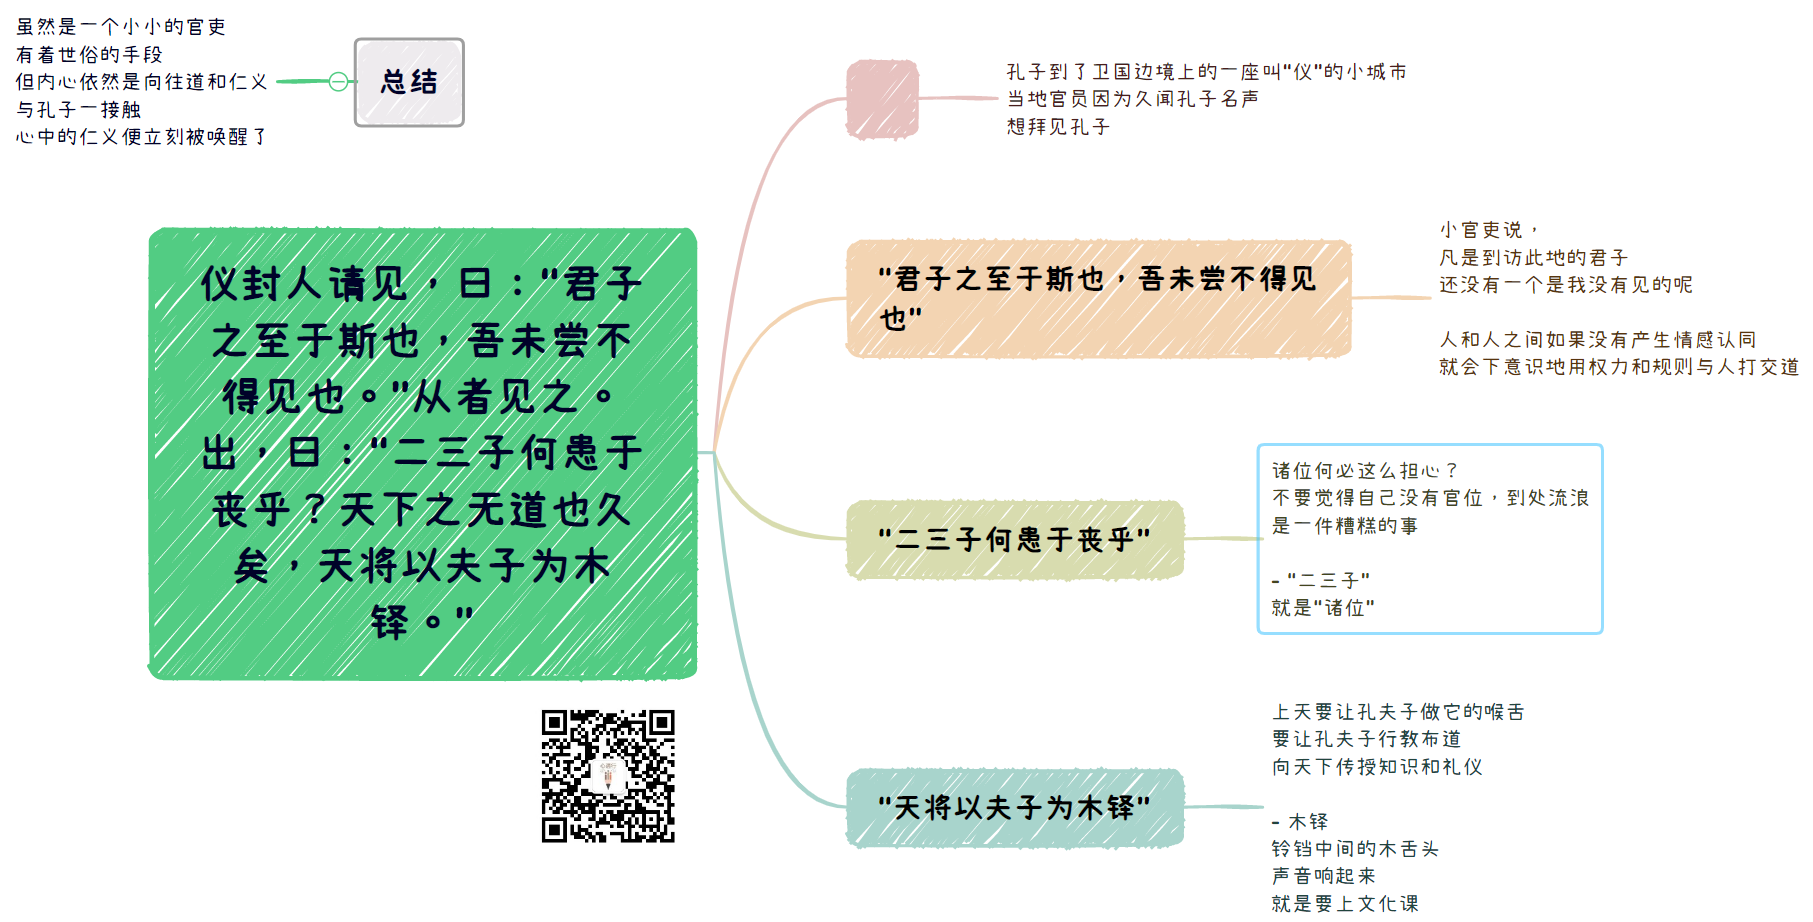 虽然是一个小小的官吏
有着世俗的手段
但内心依然是向往道和仁义
与孔子一接触
心中的仁义便立刻被唤醒了
总结
仪封人请见，曰："君子
之至于斯也，吾未尝不
得见也。"从者见之。
出，曰："二三子何患于
丧乎？天下之无道也久
矣，天将以夫子为木
铎。"
孔子到了卫国边境上的一座叫"仪"的小城市
当地官员因为久闻孔子名声
想拜见孔子
"君子之至于斯也，吾未尝不得见
也"
小官吏说，
凡是到访此地的君子
还没有一个是我没有见的呢
人和人之间如果没有产生情感认同
就会下意识地用权力和规则与人打交道
"二三子何患于丧乎"
诸位何必这么担心？
不要觉得自己没有官位，到处流浪
是一件糟糕的事
- "二三子"
就是"诸位"
"天将以夫子为木铎"
上天要让孔夫子做它的喉舌
要让孔夫子行教布道
向天下传授知识和礼仪
- 木铎
铃铛中间的木舌头
声音响起来
就是要上文化课